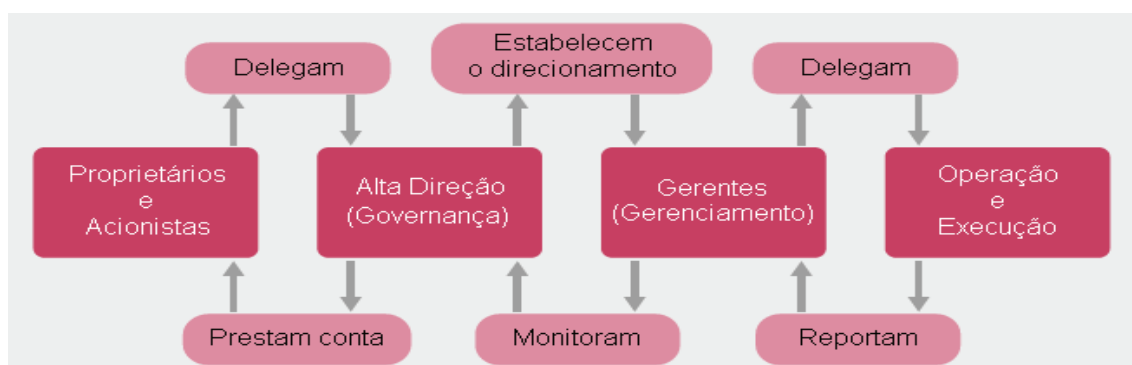 Delegam
Estabelecem
o direcionamento
Delegam
Proprietários
e
Acionistas
Alta Direção
(Governança)
Gerentes
(Gerenciamento)
Operação
e
Execução
Prestam conta
Monitoram
Reportam